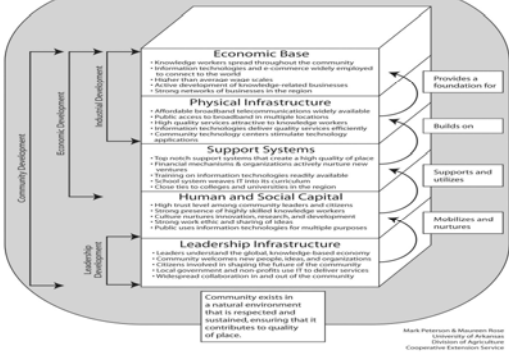 Economic Base
• Knowledge workers spread throughout the community
• Information technologies and e-commerce widely employed
to connect to the world
• Higher than average wage scales
• Active development of knowledge-related businesses
• Strong networks of businesses in the region
Physical Infrastructure
• Affordable broadband telecommunications widely available
• Public access to broadband in multiple locations
• High quality services attractive to knowledge workers
• Information technologies deliver quality services efficiently
• Community technology centers stimulate technology
applications
Support Systems
• Top notch support systems that create a high quality of place
• Financial mechanisms & organizations actively nurture new
ventures
• Training on information technologies readily available
• School system weaves IT into its curriculum
• Close ties to colleges and universities in the region
Human and Social Capital
• High trust level among community leaders and citizens
• Strong presence of highly skilled knowledge workers
• Culture nurtures innovation, research, and development
• Strong work ethic and sharing of ideas
• Public uses information technologies for multiple purposes
Leadership Infrastructure
• Leaders understand the global, knowledge-based economy
• Community welcomes new people, ideas, and organizations
• Citizens involved in shaping the future of the community
• Local government and non-profits use IT to deliver services
• Widespread collaboration in and out of the community
Community Development
Economic Development
Industrial Development
Leadership
Development
Provides a
foundation for
Builds on
Supports and
utilizes
Mobilizes and
nurtures
Community exists in
a natural environment
that is respected and
sustained, ensuring that it
contributes to quality
of place.
Mark Peterson & Maureen Rose
University of Arkansas
Division of Agriculture
Cooperative Extension Service